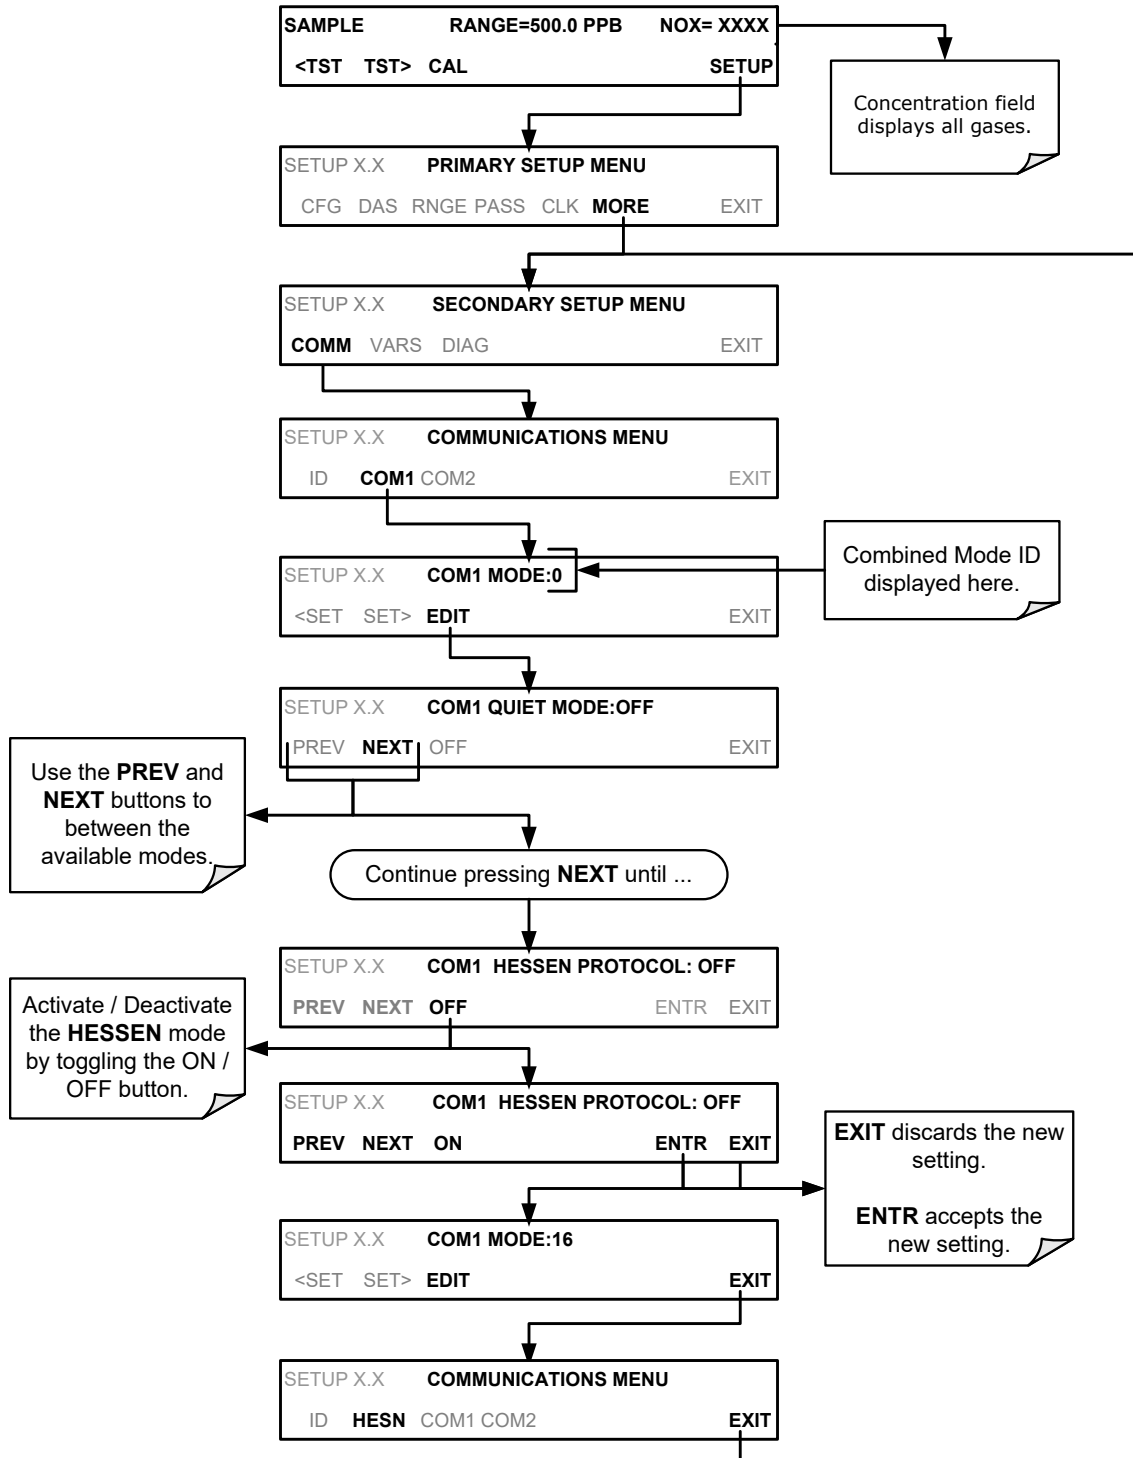 SAMPLE RANGE=500.0 PPB NOX= XXXX
<TST TST> CAL SETUP
Concentration field
displays all gases.
SETUP X.X PRIMARY SETUP MENU
CFG DAS RNGE PASS CLK MORE EXIT
SETUP X.X SECONDARY SETUP MENU
COMM VARS DIAG EXIT
SETUP X.X COMMUNICATIONS MENU
ID COM1 COM2 EXIT
SETUP X.X COM1 MODE:0
<SET SET> EDIT EXIT
Combined Mode ID
displayed here.
SETUP X.X COM1 QUIET MODE:OFF
PREV NEXT OFF EXIT
Use the PREV and
NEXT buttons to
between the
available modes.
Continue pressing NEXT until ...
SETUP X.X COM1 HESSEN PROTOCOL: OFF
PREV NEXT OFF ENTR EXIT
Activate / Deactivate
the HESSEN mode
by toggling the ON /
OFF button.
SETUP X.X COM1 HESSEN PROTOCOL: OFF
PREV NEXT ON ENTR EXIT
EXIT discards the new
setting.
ENTR accepts the
new setting.
SETUP X.X COM1 MODE:16
<SET SET> EDIT EXIT
SETUP X.X COMMUNICATIONS MENU
ID HESN COM1 COM2 EXIT